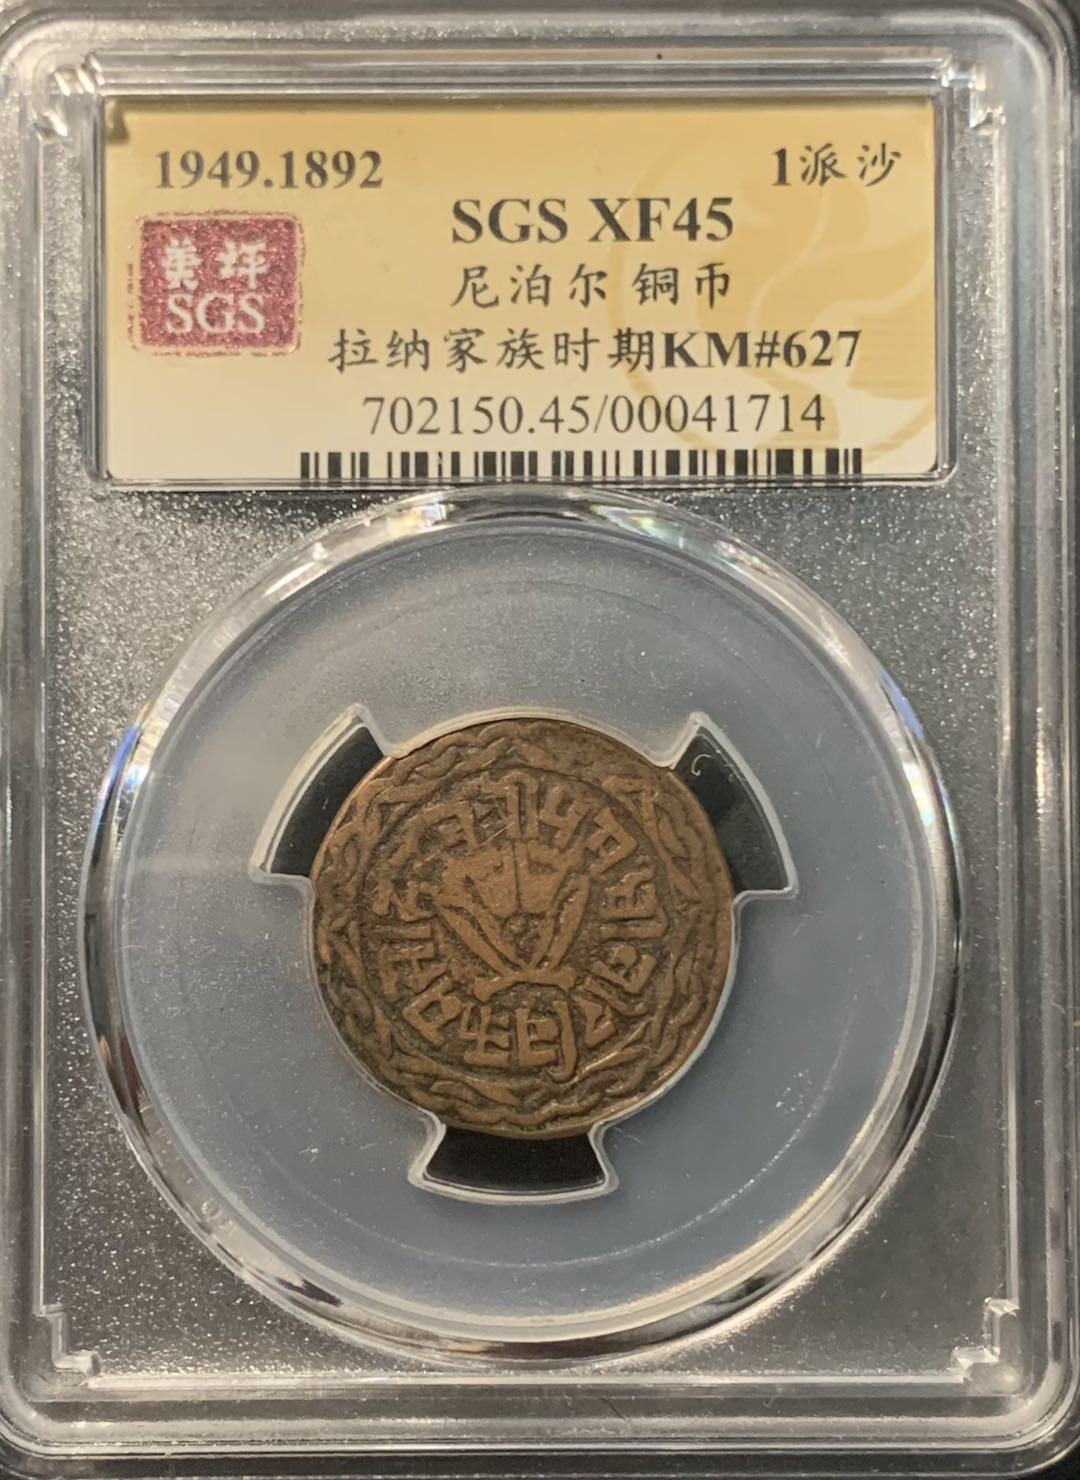 1949.1892 1派沙
SGS XF45
美评
SGS
尼泊尔 铜币
拉纳家族时期KM#627
702150.45/00041714